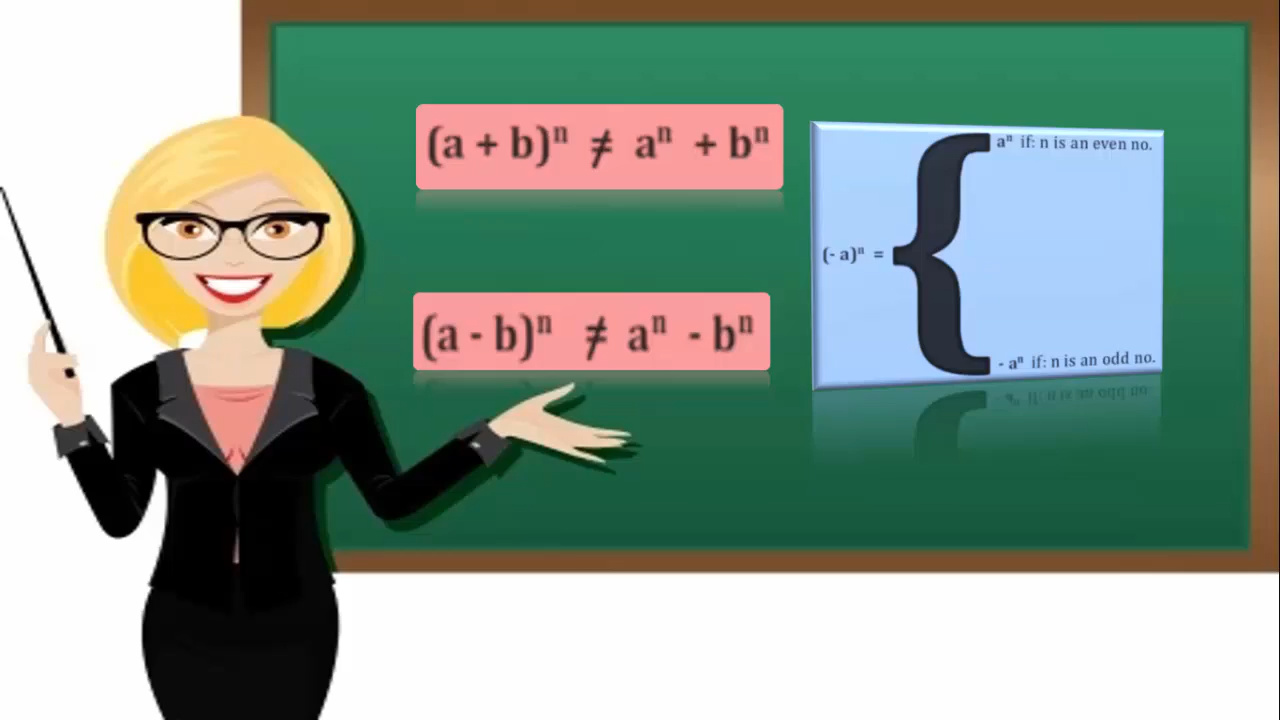 (a + b)ⁿ ≠ aⁿ + bⁿ
(a - b)ⁿ ≠ aⁿ - bⁿ
aⁿ if: n is an even no.
(- a)ⁿ = {
- aⁿ if: n is an odd no.